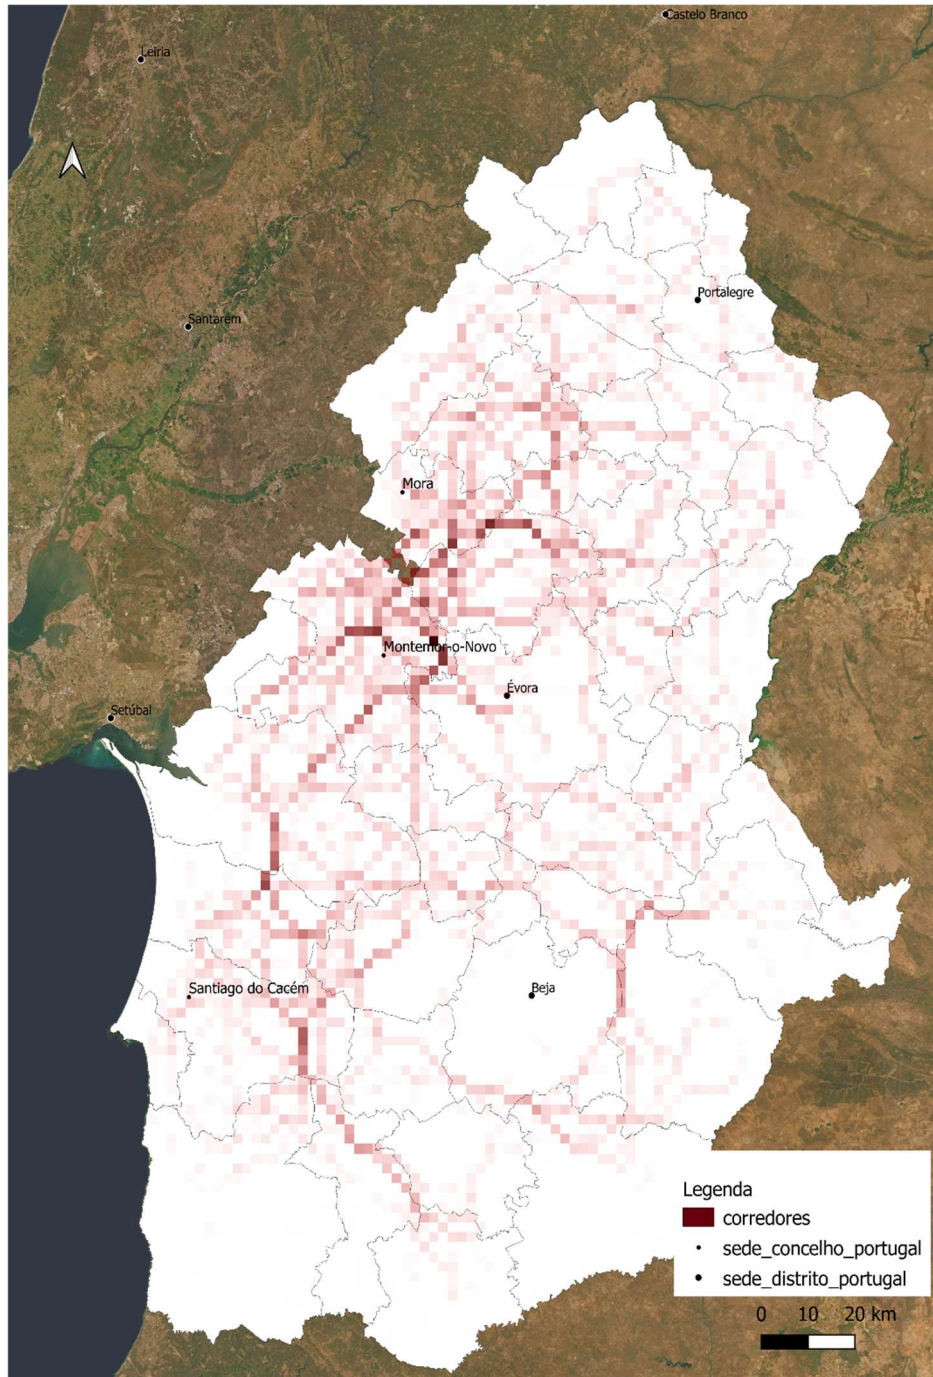 Castelo Branco
Leiria
Portalegre
Santarém
Mora
Montemor-o-Novo
Évora
Setúbal
Santiago do Cacém
Beja
Legenda
corredores
sede_concelho_portugal
sede_distrito_portugal
0 10 20 km